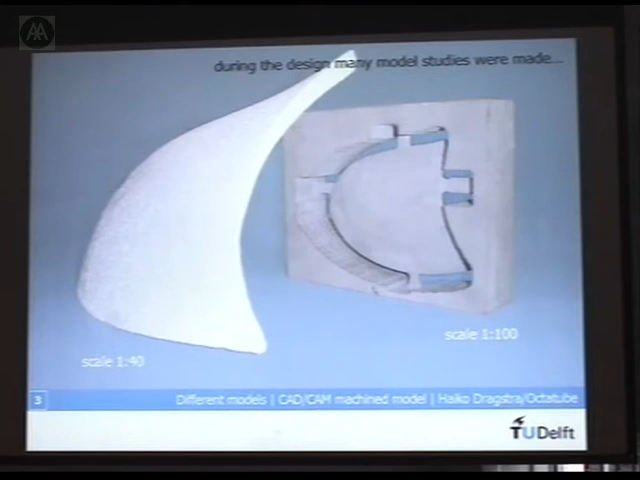 AA
during the design many model studies were made...
scale 1:100
scale 1:40
3
Different models | CAD/CAM machined model | Haiko Dragstra/Octatube
TUDelft